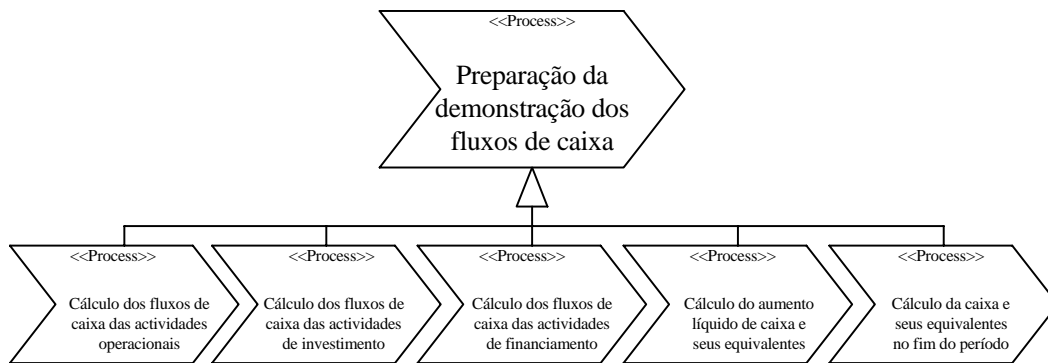 <<Process>>
Preparação da
demonstração dos
fluxos de caixa
<<Process>>
Cálculo dos fluxos de
caixa das actividades
operacionais
<<Process>>
Cálculo dos fluxos de
caixa das actividades
de investimento
<<Process>>
Cálculo dos fluxos de
caixa das actividades
de financiamento
<<Process>>
Cálculo do aumento
líquido de caixa e
seus equivalentes
<<Process>>
Cálculo da caixa e
seus equivalentes
no fim do período